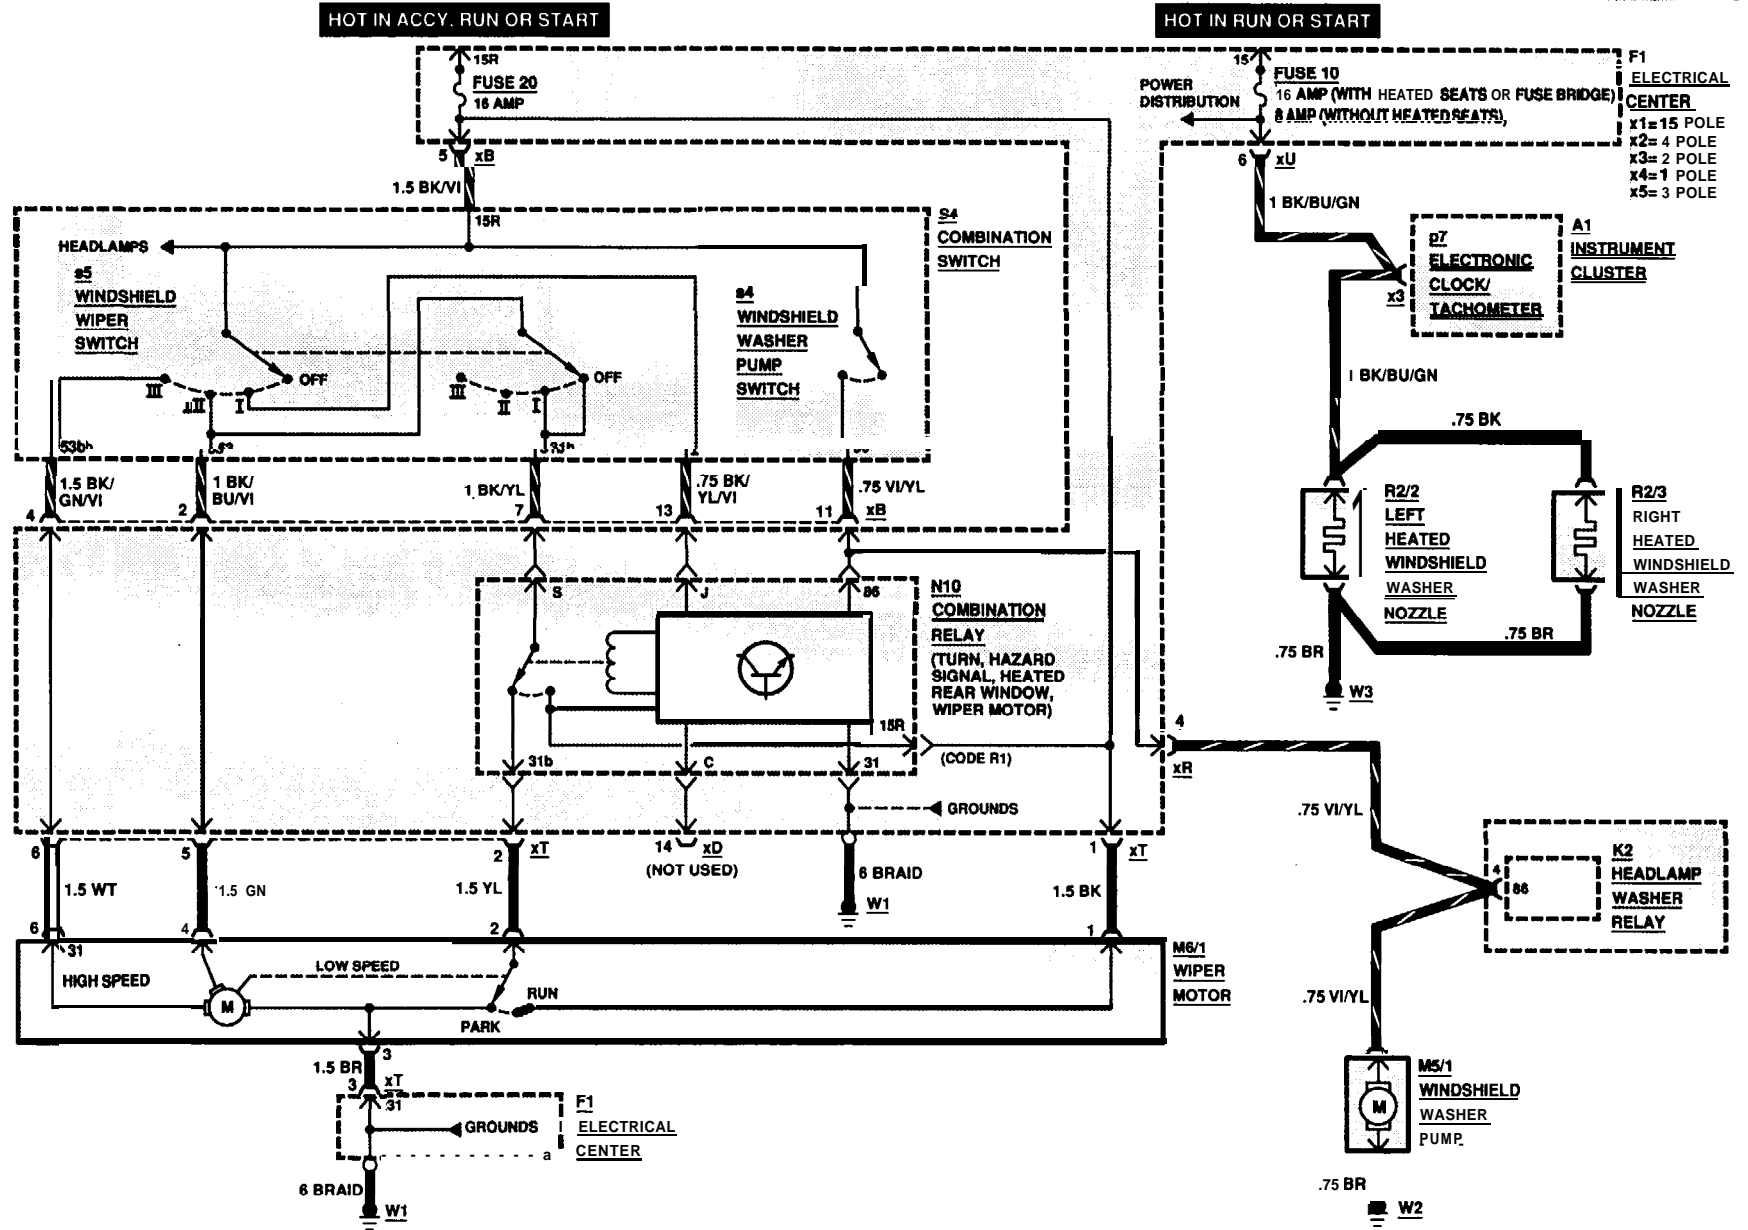 HOT IN ACCY. RUN OR START
HOT IN RUN OR START
15R
FUSE 20
16 AMP
15
FUSE 10
16 AMP (WITH HEATED SEATS OR FUSE BRIDGE)
8 AMP (WITHOUT HEATED SEATS)
POWER
DISTRIBUTION
F1
ELECTRICAL
CENTER
x1=15 POLE
x2= 4 POLE
x3= 2 POLE
x4=1 POLE
x5= 3 POLE
5
xB
1.5 BK/VI
15R
6
xU
1 BK/BU/GN
S4
COMBINATION
SWITCH
HEADLAMPS
s5
WINDSHIELD
WIPER
SWITCH
s4
WINDSHIELD
WASHER
PUMP
SWITCH
OFF
III
II
I
OFF
III
II
I
53b
31b
A1
INSTRUMENT
CLUSTER
p7
ELECTRONIC
CLOCK/
TACHOMETER
x3
1.5 BK/
GN/VI
1 BK/
BU/VI
1 BK/YL
.75 BK/
YL/VI
.75 VI/YL
4
2
7
13
11
xB
BK/BU/GN
.75 BK
R2/2
LEFT
HEATED
WINDSHIELD
WASHER
NOZZLE
R2/3
RIGHT
HEATED
WINDSHIELD
WASHER
NOZZLE
.75 BR
.75 BR
W3
S
J
86
N10
COMBINATION
RELAY
(TURN, HAZARD
SIGNAL, HEATED
REAR WINDOW,
WIPER MOTOR)
15R
(CODE R1)
31b
C
31
GROUNDS
4
xR
.75 VI/YL
6
5
2
xT
14
xD
(NOT USED)
1
xT
1.5 WT
1.5 GN
1.5 YL
6 BRAID
W1
1.5 BK
K2
HEADLAMP
WASHER
RELAY
4
86
6
31
4
2
1
M6/1
WIPER
MOTOR
HIGH SPEED
LOW SPEED
M
RUN
PARK
.75 VI/YL
3
1.5 BR
3
xT
31
F1
ELECTRICAL
CENTER
GROUNDS
a
6 BRAID
W1
M5/1
WINDSHIELD
WASHER
PUMP
M
.75 BR
W2